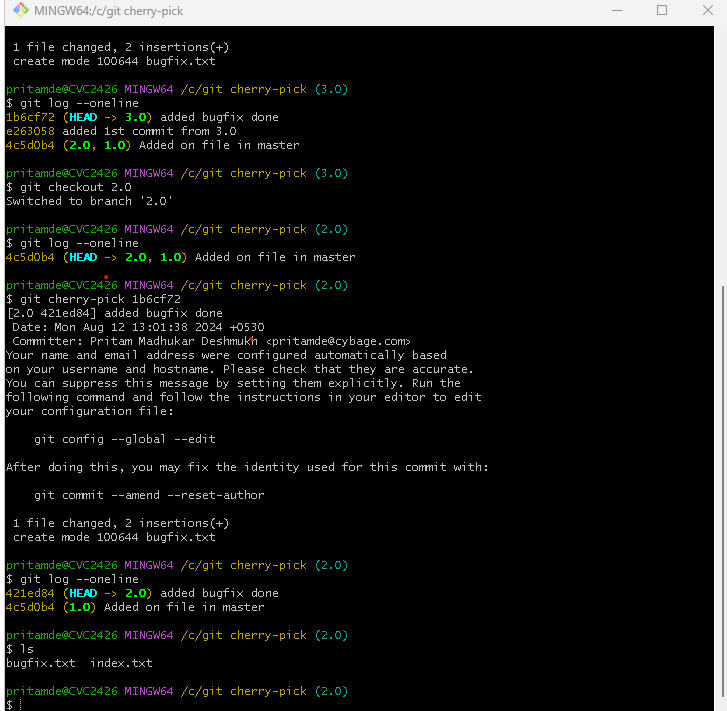 MINGW64:/c/git cherry-pick
1 file changed, 2 insertions(+)
create mode 100644 bugfix.txt
pritamde@CVC2426 MINGW64 /c/git cherry-pick (3.0)
$ git log --oneline
1b6cf72 (HEAD -> 3.0) added bugfix done
e263058 added 1st commit from 3.0
4c5d0b4 (2.0, 1.0) Added on file in master
pritamde@CVC2426 MINGW64 /c/git cherry-pick (3.0)
$ git checkout 2.0
Switched to branch '2.0'
pritamde@CVC2426 MINGW64 /c/git cherry-pick (2.0)
$ git log --oneline
4c5d0b4 (HEAD -> 2.0, 1.0) Added on file in master
pritamde@CVC2426 MINGW64 /c/git cherry-pick (2.0)
$ git cherry-pick 1b6cf72
[2.0 421ed84] added bugfix done
Date: Mon Aug 12 13:01:38 2024 +0530
Committer: Pritam Madhukar Deshmukh <pritamde@cybage.com>
Your name and email address were configured automatically based
on your username and hostname. Please check that they are accurate.
You can suppress this message by setting them explicitly. Run the
following command and follow the instructions in your editor to edit
your configuration file:
git config --global --edit
After doing this, you may fix the identity used for this commit with:
git commit --amend --reset-author
1 file changed, 2 insertions(+)
create mode 100644 bugfix.txt
pritamde@CVC2426 MINGW64 /c/git cherry-pick (2.0)
$ git log --oneline
421ed84 (HEAD -> 2.0) added bugfix done
4c5d0b4 (1.0) Added on file in master
pritamde@CVC2426 MINGW64 /c/git cherry-pick (2.0)
$ ls
bugfix.txt  index.txt
pritamde@CVC2426 MINGW64 /c/git cherry-pick (2.0)
$